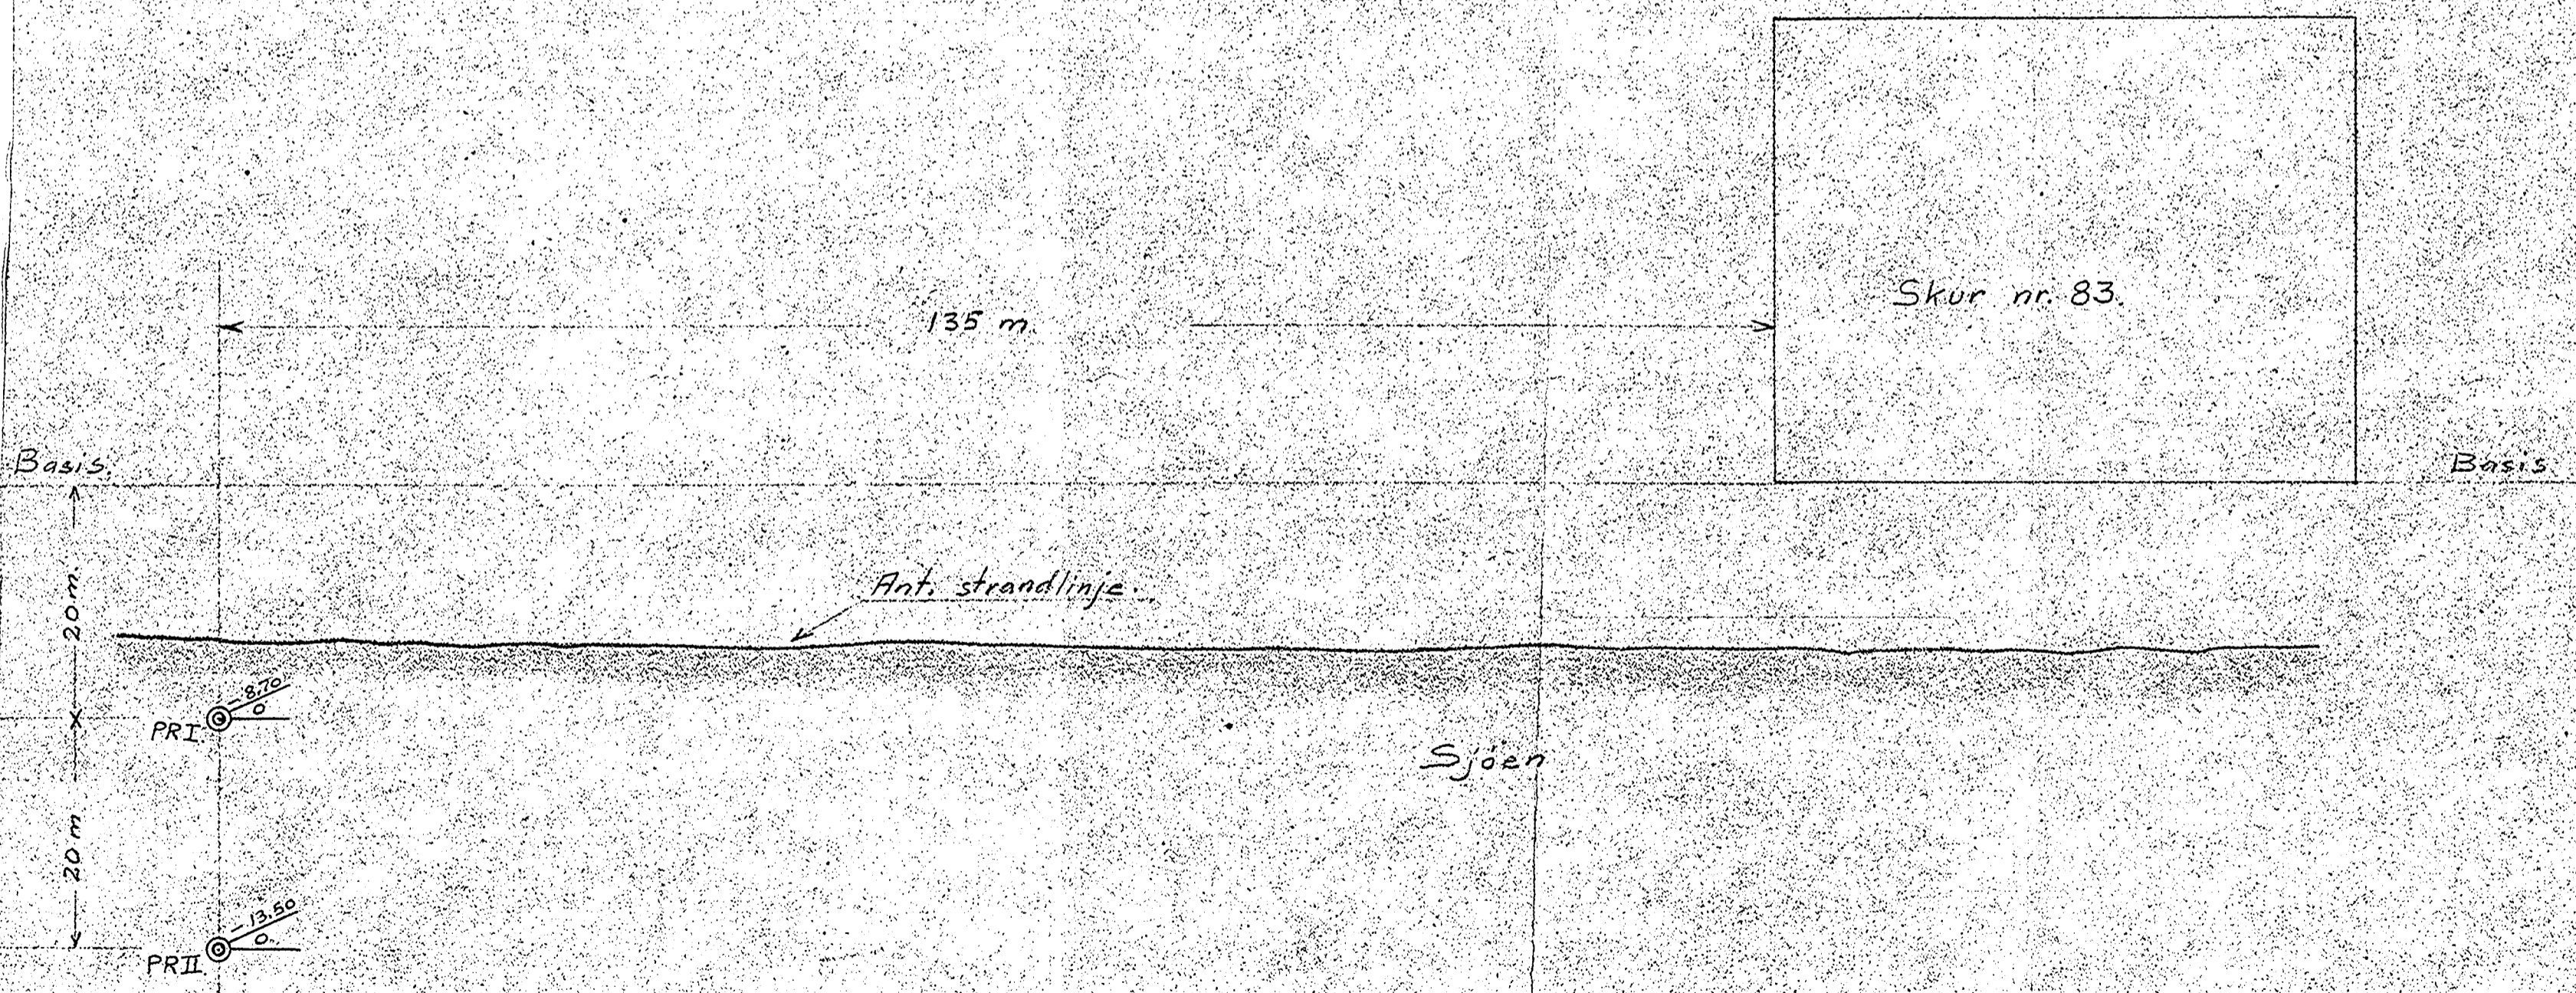 Skur nr. 83.
135 m.
Basis.
Basis
20 m.
Ant. strandlinje.
- 8,70
0
PR I
Sjöen
20 m
- 13,50
0
PR II